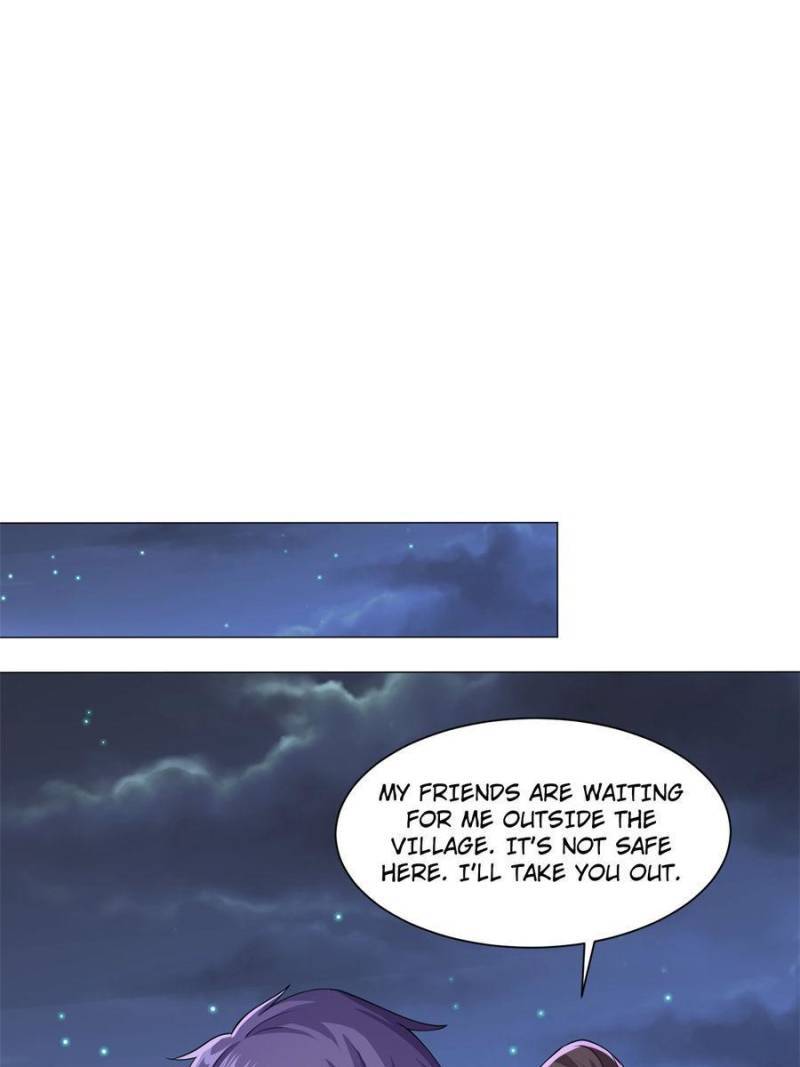 MY FRIENDS ARE WAITING
FOR ME OUTSIDE THE
VILLAGE. IT'S NOT SAFE
HERE. I'LL TAKE YOU OUT.